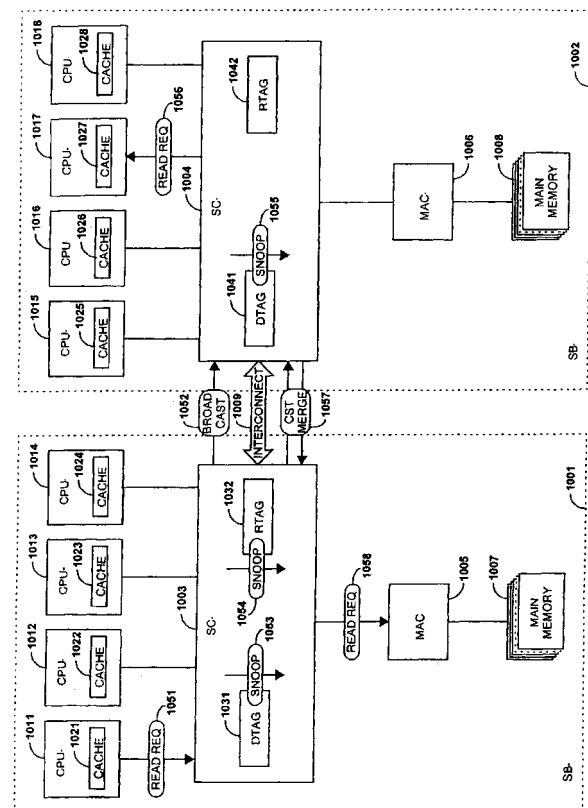 1011
CPU-
1021
CACHE
1012
CPU-
1022
CACHE
1013
CPU-
1023
CACHE
1014
CPU-
1024
CACHE
1015
CPU-
1025
CACHE
1016
CPU-
1026
CACHE
1017
CPU-
1027
CACHE
1018
CPU-
1028
CACHE
1051
READ REQ
1056
READ REQ
1003
SC-
1031
DTAG
SNOOP
1053
1054
SNOOP
1032
RTAG
1052
BROAD
CAST
1009
INTERCONNECT
CST
MERGE
1057
1004
SC-
1041
DTAG
SNOOP
1055
1042
RTAG
READ REQ
1058
MAC
1005
MAIN
MEMORY
1007
SB-
1001
MAC-
1006
MAIN
MEMORY
1008
SB-
1002